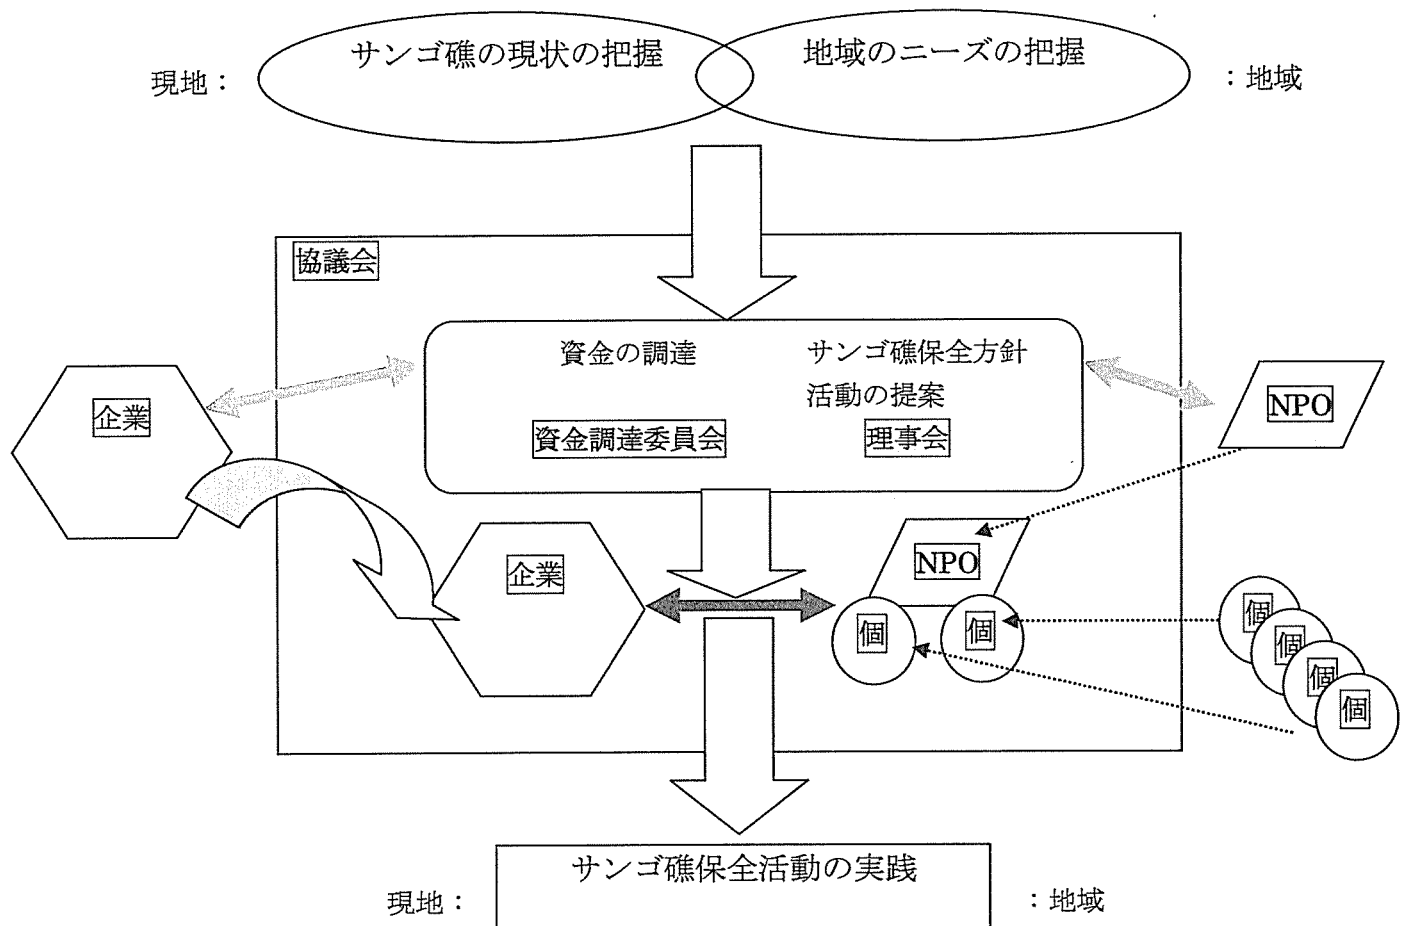 サンゴ礁の現状の把握
地域のニーズの把握
現地：
：地域
協議会
資金の調達
サンゴ礁保全方針
活動の提案
資金調達委員会
理事会
企業
NPO
企業
NPO
個
個
個
個
個
個
サンゴ礁保全活動の実践
現地：
：地域